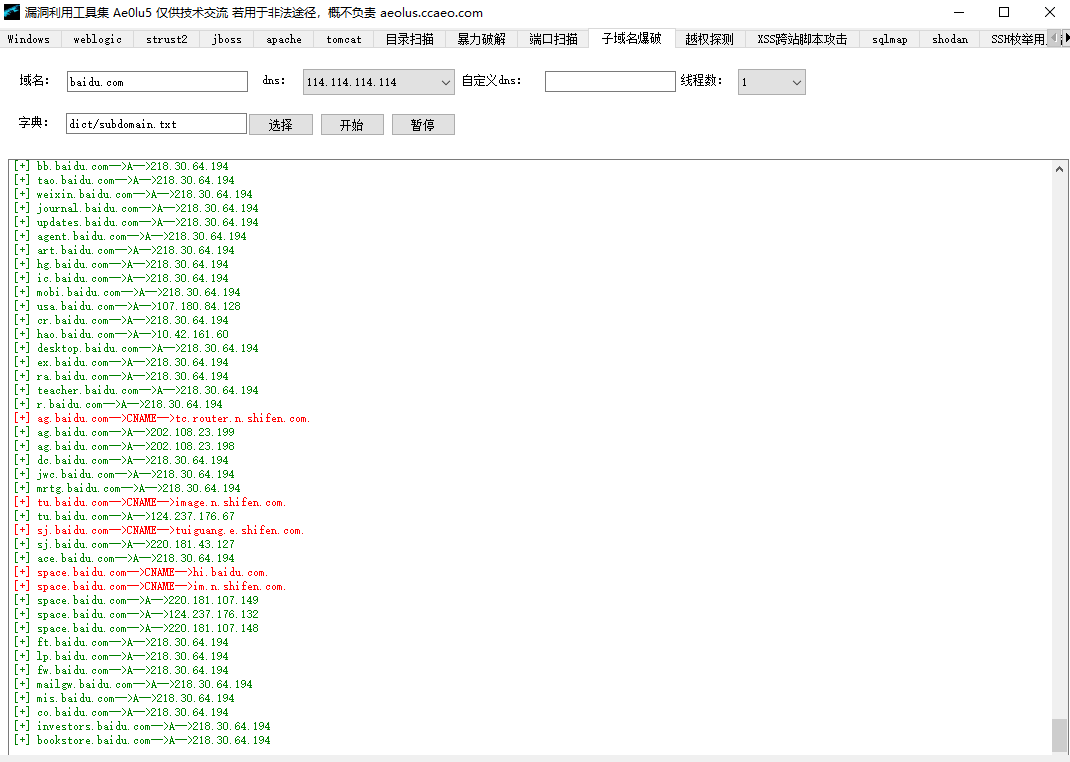 漏洞利用工具集 Ae0lu5 仅供技术交流 若用于非法途径，概不负责 aeolus.ccaeo.com
Windows weblogic strust2 jboss apache tomcat 目录扫描 暴力破解 端口扫描 子域名爆破 越权探测 XSS跨站脚本攻击 sqlmap shodan SSH枚举用
域名： baidu.com dns： 114.114.114.114 自定义dns： 线程数： 1
字典： dict/subdomain.txt 选择 开始 暂停
[+] bb.baidu.com—>A—>218.30.64.194
[+] tao.baidu.com—>A—>218.30.64.194
[+] weixin.baidu.com—>A—>218.30.64.194
[+] journal.baidu.com—>A—>218.30.64.194
[+] updates.baidu.com—>A—>218.30.64.194
[+] agent.baidu.com—>A—>218.30.64.194
[+] art.baidu.com—>A—>218.30.64.194
[+] hg.baidu.com—>A—>218.30.64.194
[+] ic.baidu.com—>A—>218.30.64.194
[+] mobi.baidu.com—>A—>218.30.64.194
[+] usa.baidu.com—>A—>107.180.84.128
[+] cr.baidu.com—>A—>218.30.64.194
[+] hao.baidu.com—>A—>10.42.161.60
[+] desktop.baidu.com—>A—>218.30.64.194
[+] ex.baidu.com—>A—>218.30.64.194
[+] ra.baidu.com—>A—>218.30.64.194
[+] teacher.baidu.com—>A—>218.30.64.194
[+] r.baidu.com—>A—>218.30.64.194
[+] ag.baidu.com—>CNAME—>tc.router.n.shifen.com.
[+] ag.baidu.com—>A—>202.108.23.199
[+] ag.baidu.com—>A—>202.108.23.198
[+] dc.baidu.com—>A—>218.30.64.194
[+] jwc.baidu.com—>A—>218.30.64.194
[+] mrtg.baidu.com—>A—>218.30.64.194
[+] tu.baidu.com—>CNAME—>image.n.shifen.com.
[+] tu.baidu.com—>A—>124.237.176.67
[+] sj.baidu.com—>CNAME—>tuiguang.e.shifen.com.
[+] sj.baidu.com—>A—>220.181.43.127
[+] ace.baidu.com—>A—>218.30.64.194
[+] space.baidu.com—>CNAME—>hi.baidu.com.
[+] space.baidu.com—>CNAME—>im.n.shifen.com.
[+] space.baidu.com—>A—>220.181.107.149
[+] space.baidu.com—>A—>124.237.176.132
[+] space.baidu.com—>A—>220.181.107.148
[+] ft.baidu.com—>A—>218.30.64.194
[+] lp.baidu.com—>A—>218.30.64.194
[+] fw.baidu.com—>A—>218.30.64.194
[+] mailgw.baidu.com—>A—>218.30.64.194
[+] mis.baidu.com—>A—>218.30.64.194
[+] co.baidu.com—>A—>218.30.64.194
[+] investors.baidu.com—>A—>218.30.64.194
[+] bookstore.baidu.com—>A—>218.30.64.194